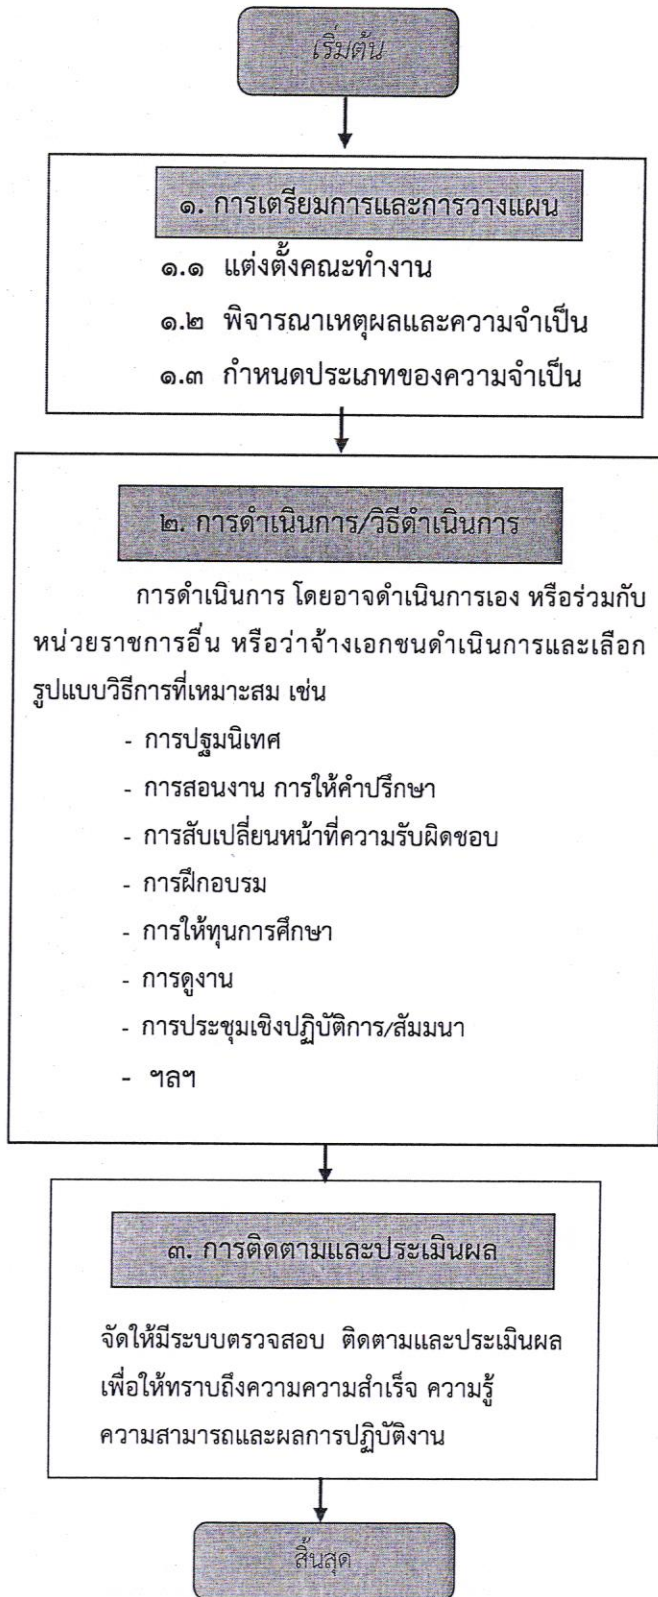 เริ่มต้น
๑. การเตรียมการและการวางแผน
๑.๑ แต่งตั้งคณะทำงาน
๑.๒ พิจารณาเหตุผลและความจำเป็น
๑.๓ กำหนดประเภทของความจำเป็น
๒. การดำเนินการ/วิธีดำเนินการ
การดำเนินการ โดยอาจดำเนินการเอง หรือร่วมกับ
หน่วยราชการอื่น หรือว่าจ้างเอกชนดำเนินการและเลือก
รูปแบบวิธีการที่เหมาะสม เช่น
- การปฐมนิเทศ
- การสอนงาน การให้คำปรึกษา
- การสับเปลี่ยนหน้าที่ความรับผิดชอบ
- การฝึกอบรม
- การให้ทุนการศึกษา
- การดูงาน
- การประชุมเชิงปฏิบัติการ/สัมมนา
- ฯลฯ
๓. การติดตามและประเมินผล
จัดให้มีระบบตรวจสอบ ติดตามและประเมินผล
เพื่อให้ทราบถึงความความสำเร็จ ความรู้
ความสามารถและผลการปฏิบัติงาน
สิ้นสุด